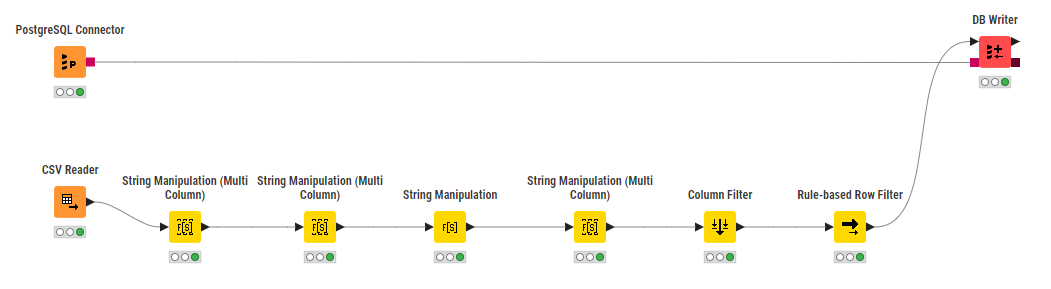 DB Writer
PostgreSQL Connector
P
CSV Reader
String Manipulation (Multi
Column)
String Manipulation (Multi
Column)
String Manipulation
String Manipulation (Multi
Column)
Column Filter
Rule-based Row Filter
F[S]
F[S]
F[S]
F[S]